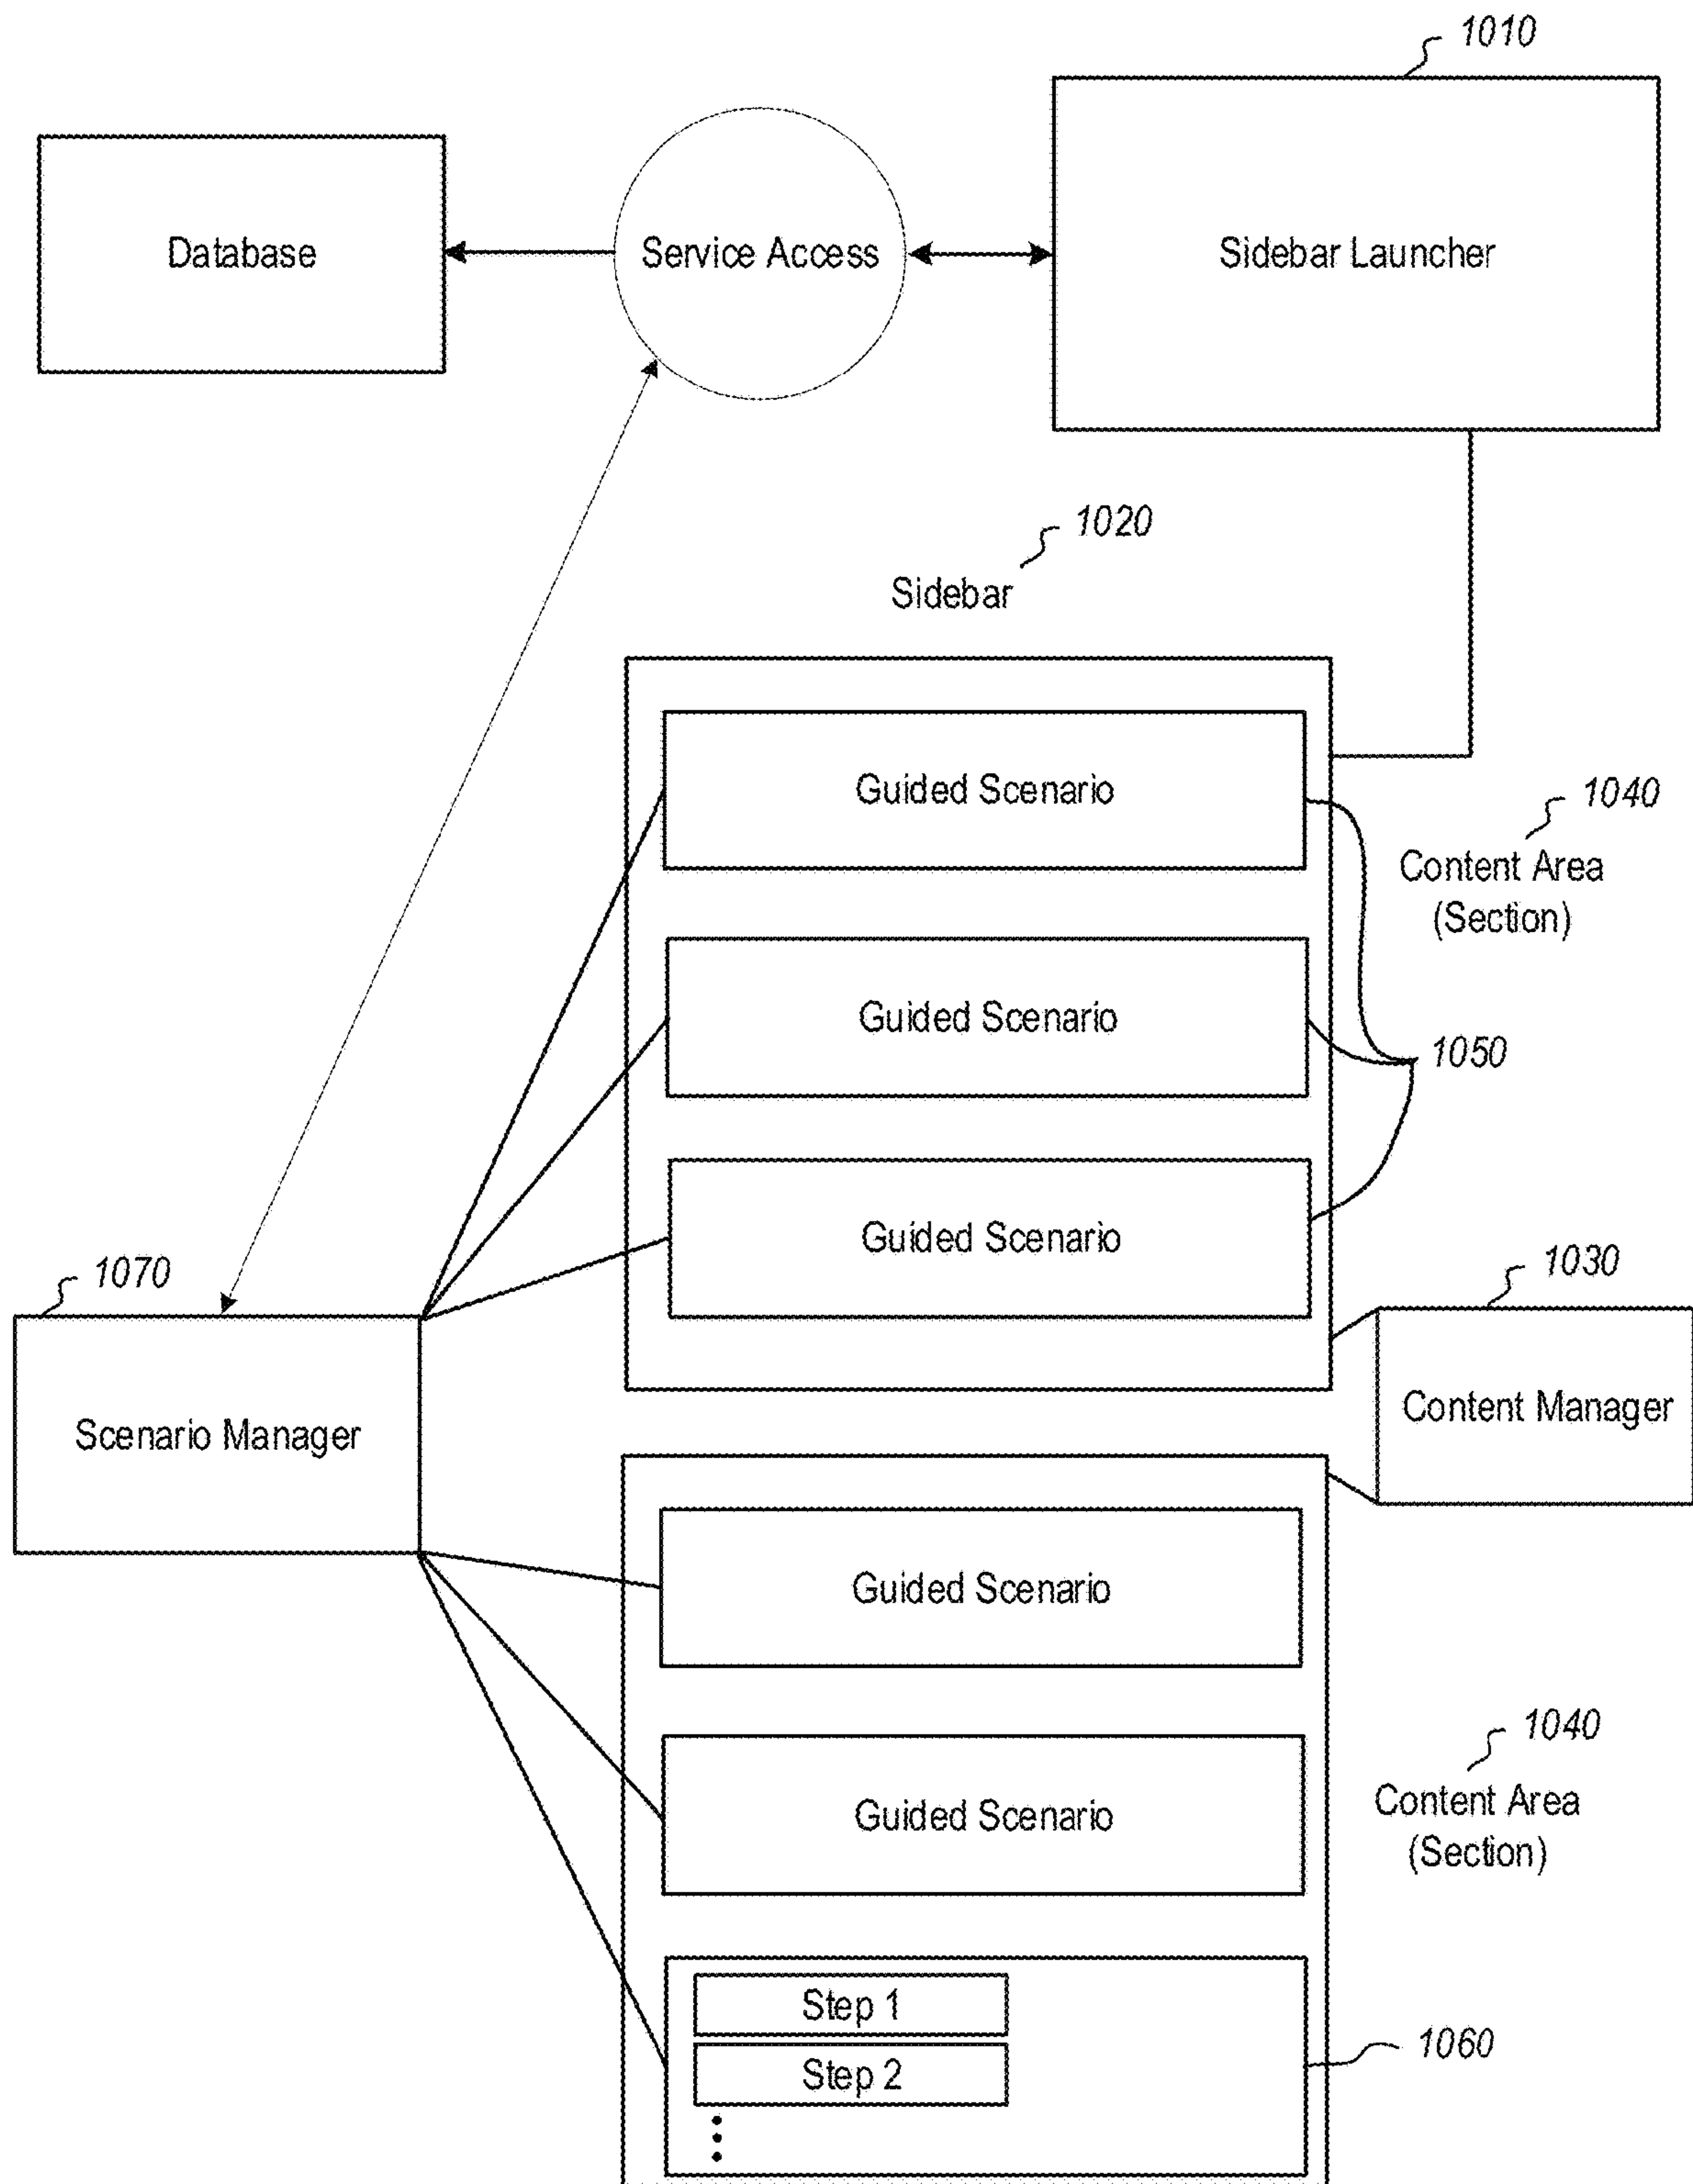 1010
Database
Service Access
Sidebar Launcher
1020
Sidebar
Guided Scenario
1040
Content Area
(Section)
Guided Scenario
1050
Guided Scenario
1070
1030
Scenario Manager
Content Manager
Guided Scenario
1040
Guided Scenario
Content Area
(Section)
Step 1
Step 2
1060